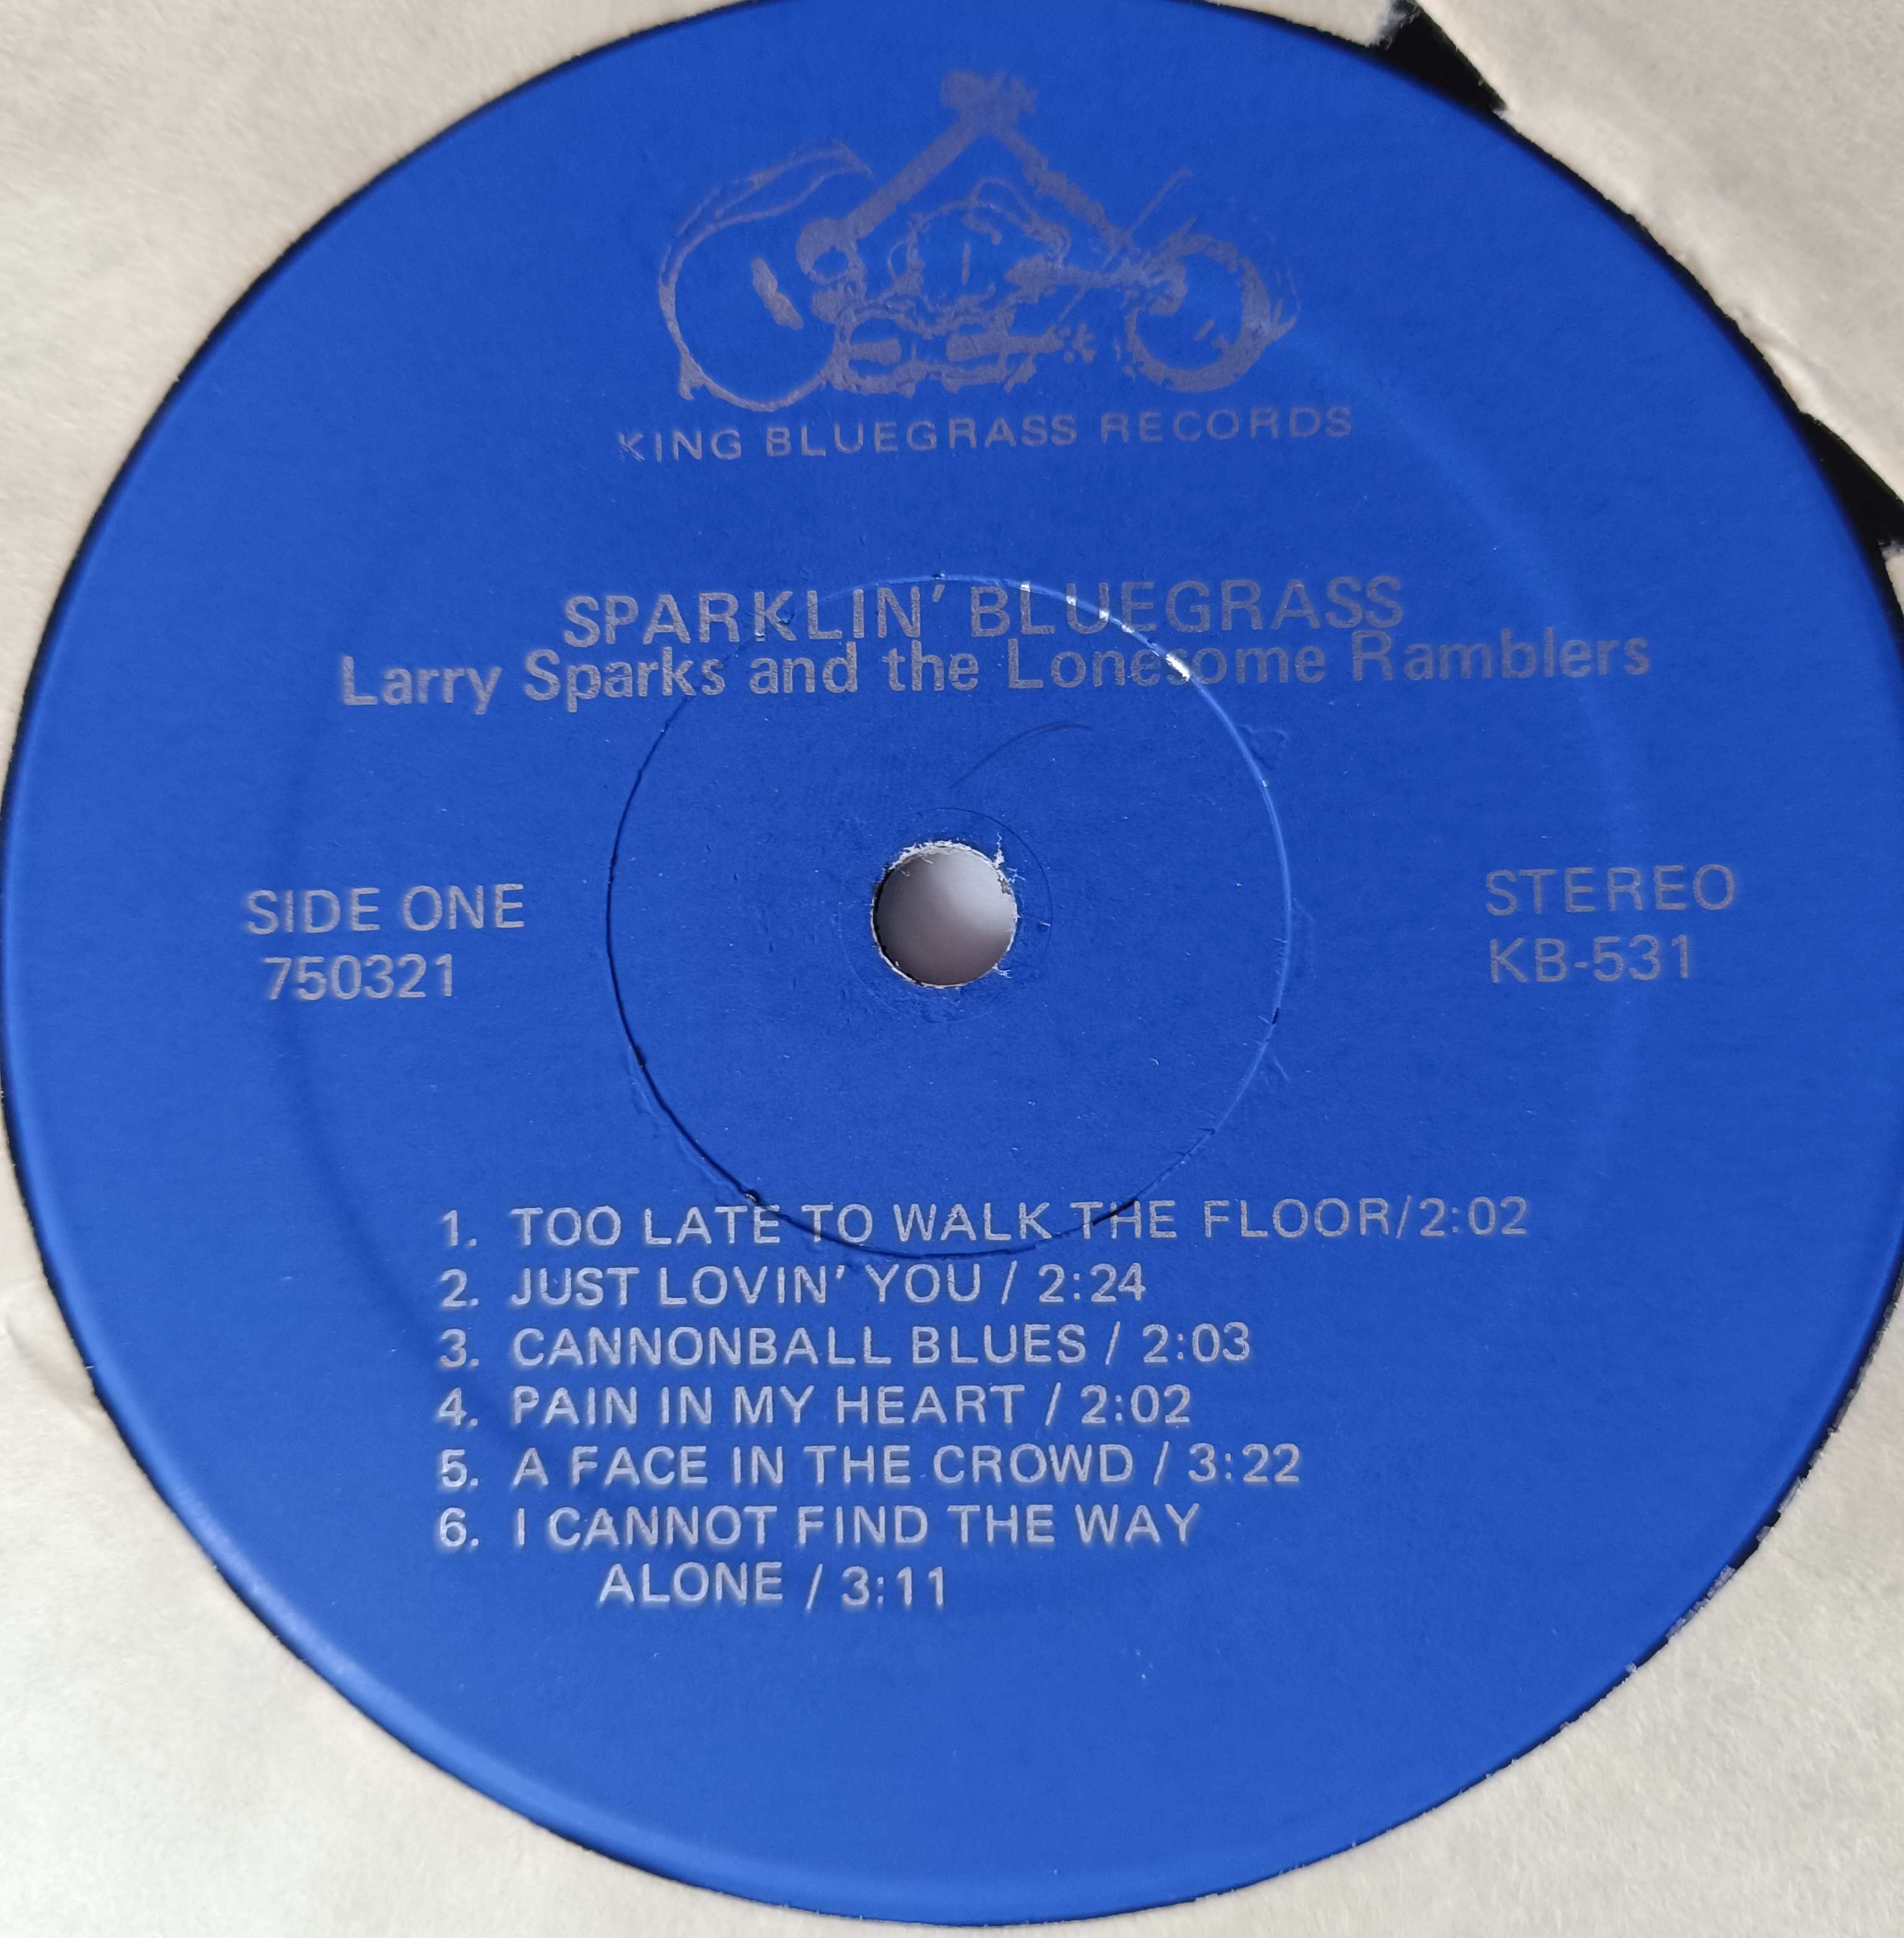 KING BLUEGRASS RECORDS
SPARKLIN' BLUEGRASS
Larry Sparks and the Lonesome Ramblers
SIDE ONE
750321
STEREO
KB-531
1. TOO LATE TO WALK THE FLOOR/2:02
2. JUST LOVIN' YOU / 2:24
3. CANNONBALL BLUES / 2:03
4. PAIN IN MY HEART / 2:02
5. A FACE IN THE CROWD / 3:22
6. I CANNOT FIND THE WAY
ALONE / 3:11